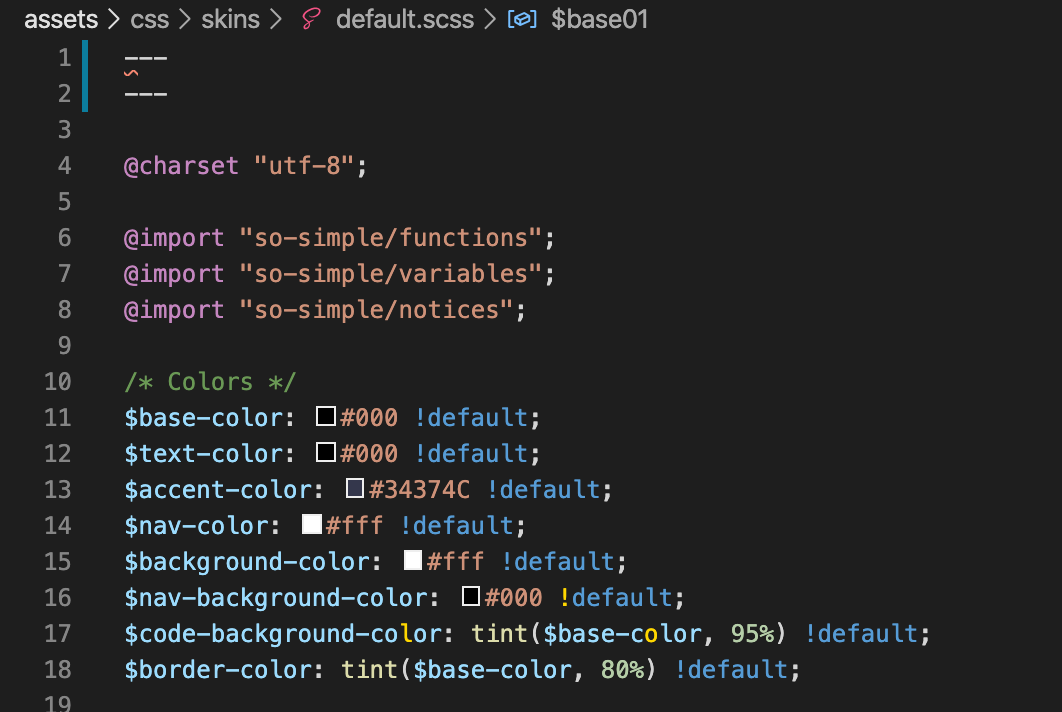 assets > css > skins > default.scss > $base01
1 ---
2 ---
3
4 @charset "utf-8";
5
6 @import "so-simple/functions";
7 @import "so-simple/variables";
8 @import "so-simple/notices";
9
10 /* Colors */
11 $base-color: #000 !default;
12 $text-color: #000 !default;
13 $accent-color: #34374C !default;
14 $nav-color: #fff !default;
15 $background-color: #fff !default;
16 $nav-background-color: #000 !default;
17 $code-background-color: tint($base-color, 95%) !default;
18 $border-color: tint($base-color, 80%) !default;
19